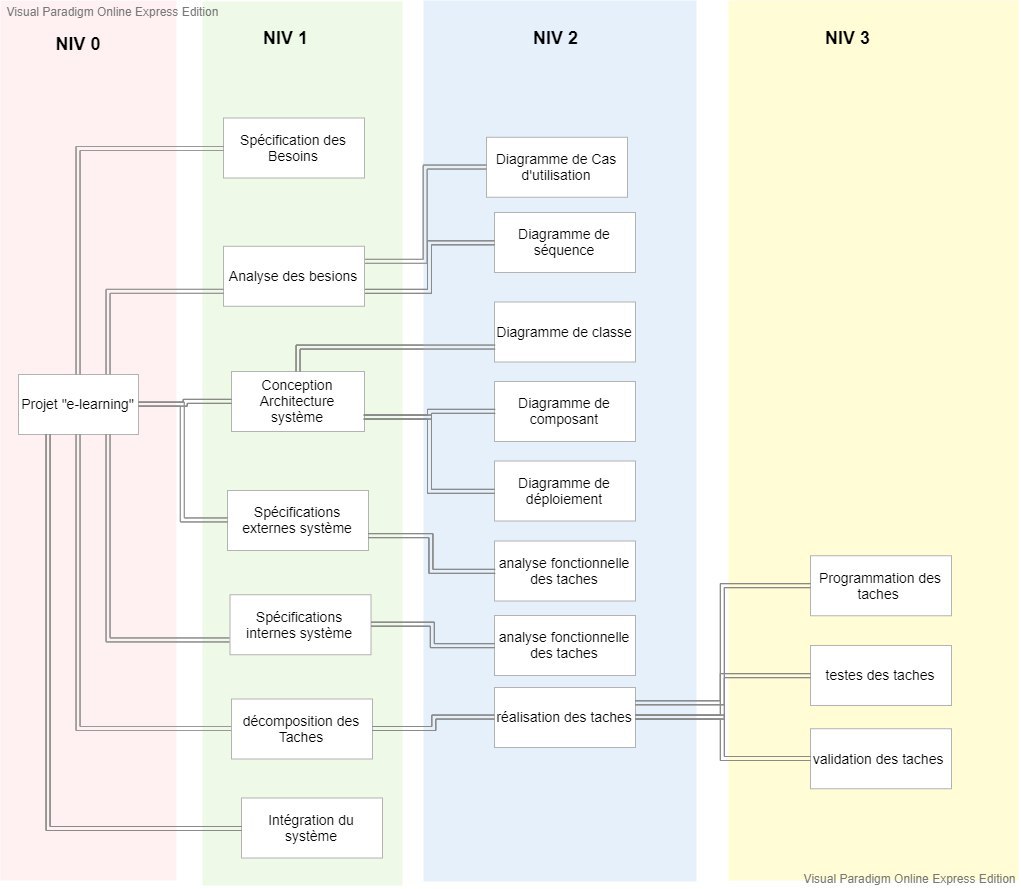 Visual Paradigm Online Express Edition
NIV 0
NIV 1
NIV 2
NIV 3
Spécification des
Besoins
Analyse des besions
Projet "e-learning"
Conception
Architecture
système
Spécifications
externes système
Spécifications
internes système
décomposition des
Taches
Intégration du
système
Diagramme de Cas
d'utilisation
Diagramme de
séquence
Diagramme de classe
Diagramme de
composant
Diagramme de
déploiement
analyse fonctionnelle
des taches
analyse fonctionnelle
des taches
réalisation des taches
Programmation des
taches
testes des taches
validation des taches
Visual Paradigm Online Express Edition